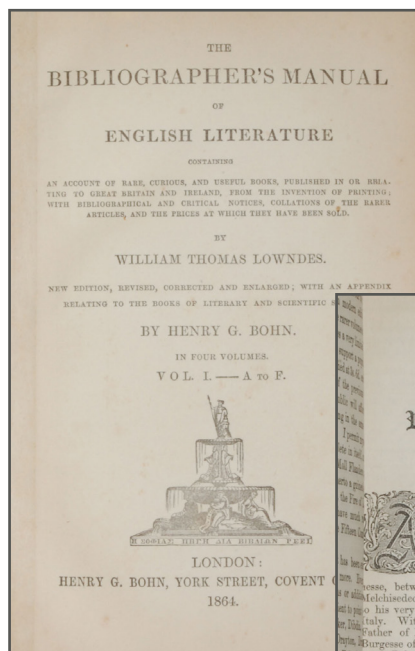 THE
BIBLIOGRAPHER'S MANUAL
OF
ENGLISH LITERATURE
CONTAINING
AN ACCOUNT OF RARE, CURIOUS, AND USEFUL BOOKS, PUBLISHED IN OR RELA-
TING TO GREAT BRITAIN AND IRELAND, FROM THE INVENTION OF PRINTING;
WITH BIBLIOGRAPHICAL AND CRITICAL NOTICES, COLLATIONS OF THE RARER
ARTICLES, AND THE PRICES AT WHICH THEY HAVE BEEN SOLD.
BY
WILLIAM THOMAS LOWNDES.
NEW EDITION, REVISED, CORRECTED AND ENLARGED; WITH AN APPENDIX
RELATING TO THE BOOKS OF LITERARY AND SCIENTIFIC
BY HENRY G. BOHN.
IN FOUR VOLUMES.
VOL. I.—A TO F.
LONDON:
HENRY G. BOHN, YORK STREET, COVENT
1864.
A
esse, betw
Melchisedec
o his very
taly. Wit
Father of
Burgesse of